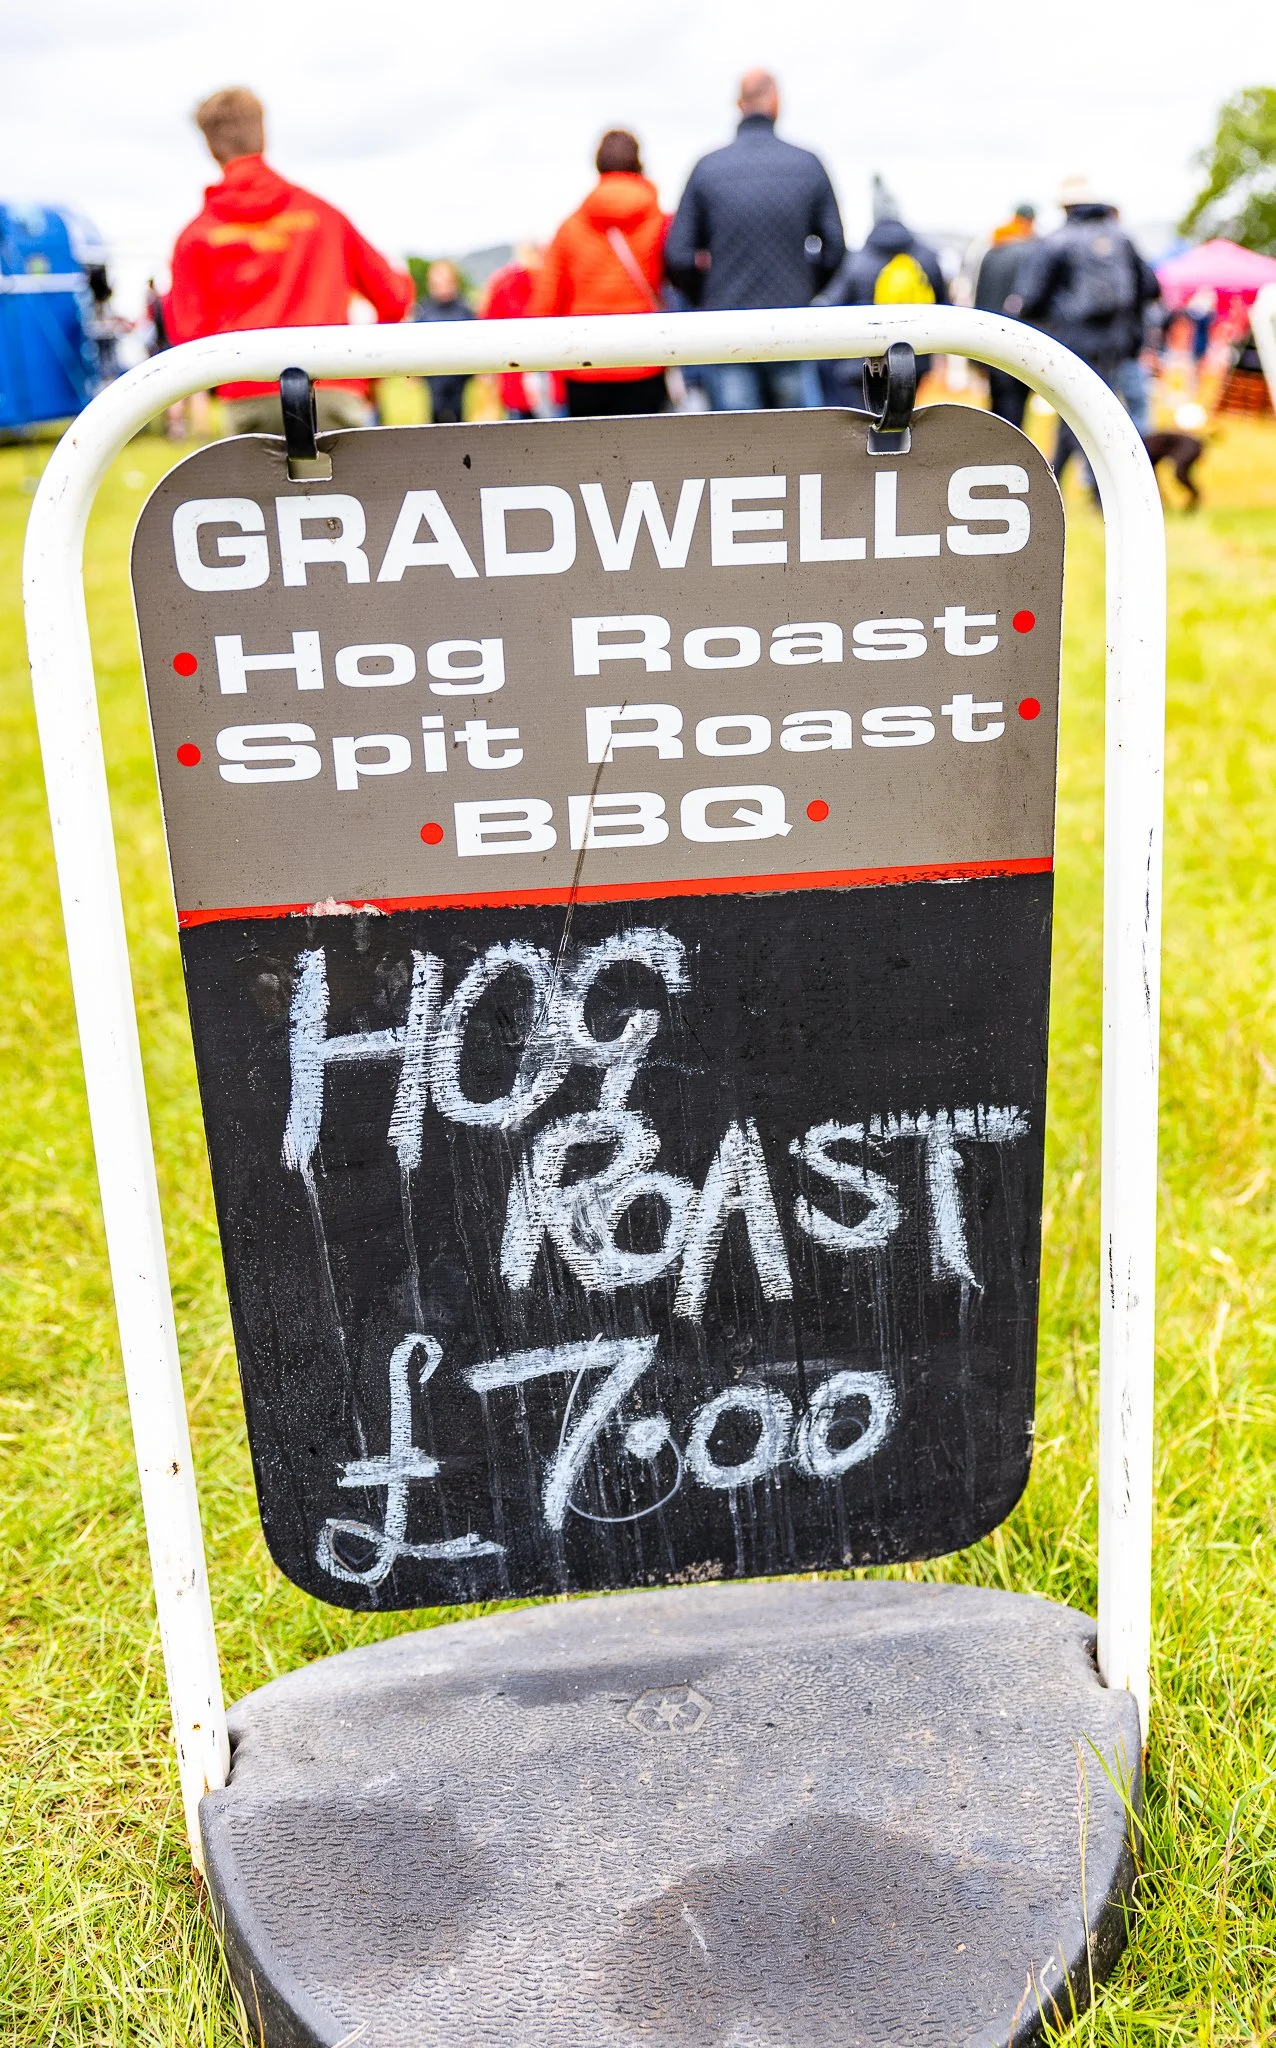 GRADWELLS
• Hog Roast •
• Spit Roast •
• BBQ •
HOG
ROAST
£7.00